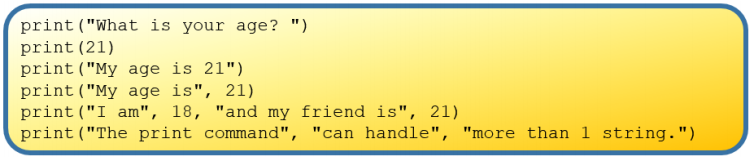 print("What is your age? ")
print(21)
print("My age is 21")
print("My age is", 21)
print("I am", 18, "and my friend is", 21)
print("The print command", "can handle", "more than 1 string.")